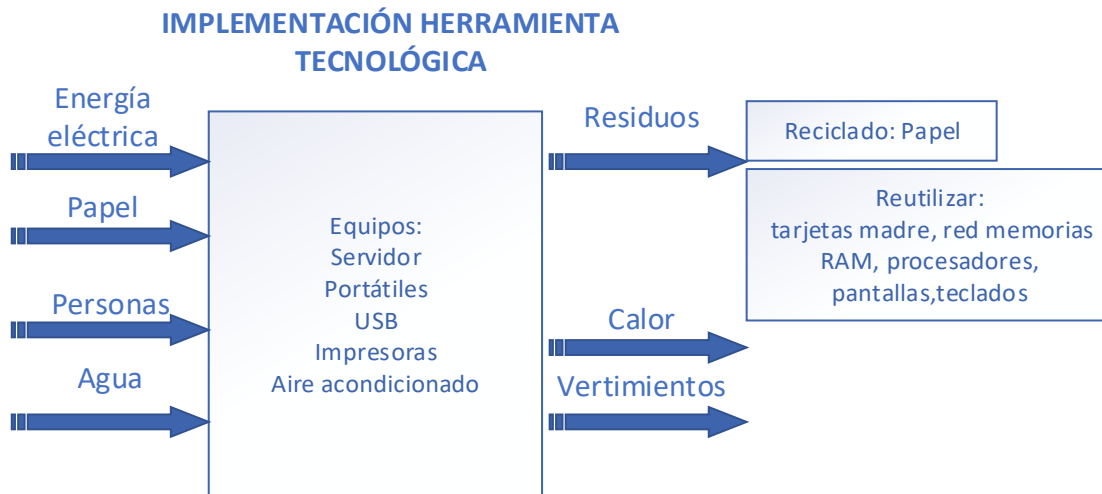 IMPLEMENTACIÓN HERRAMIENTA
TECNOLÓGICA
Energía
eléctrica
Papel
Personas
Agua
Equipos:
Servidor
Portátiles
USB
Impresoras
Aire acondicionado
Residuos
Calor
Vertimientos
Reciclado: Papel
Reutilizar:
tarjetas madre, red memorias
RAM, procesadores,
pantallas,teclados